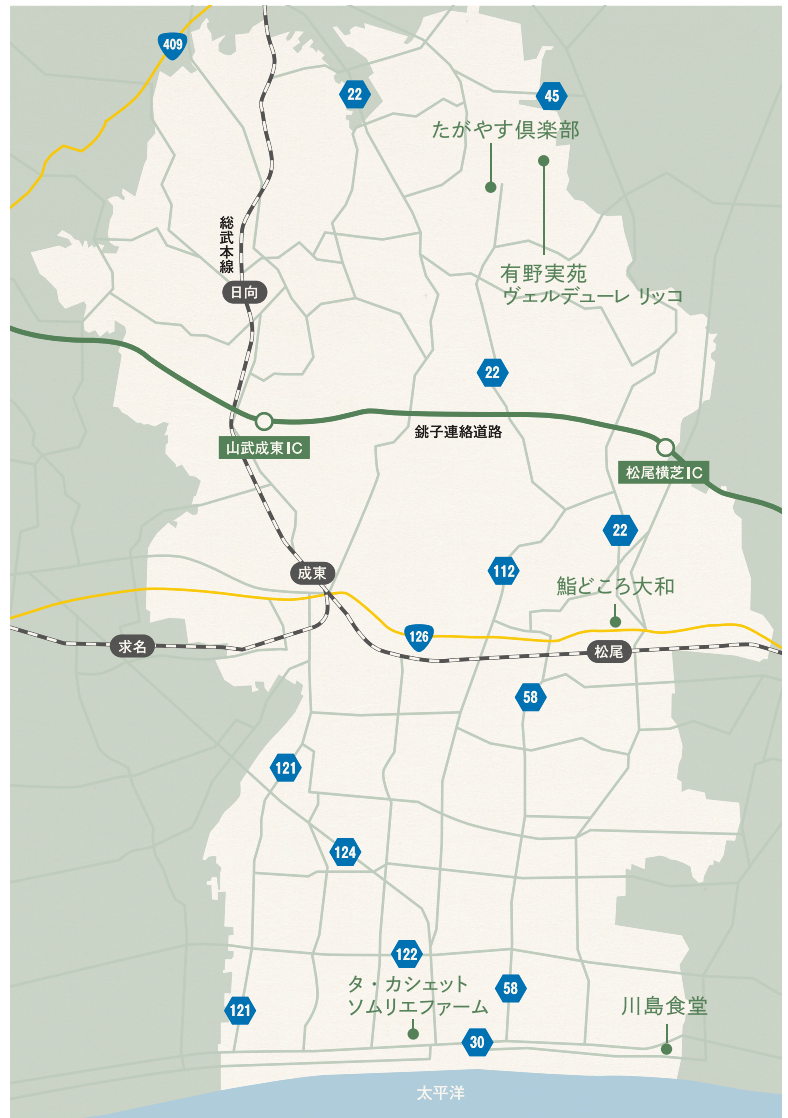 409
22
45
たがやす倶楽部
総武本線
日向
有野実苑
ヴェルデューレ リッコ
22
銚子連絡道路
山武成東IC
松尾横芝IC
22
112
成東
鮨どころ大和
126
求名
松尾
58
121
124
122
タ・カシェット
ソムリエファーム
58
121
川島食堂
30
太平洋